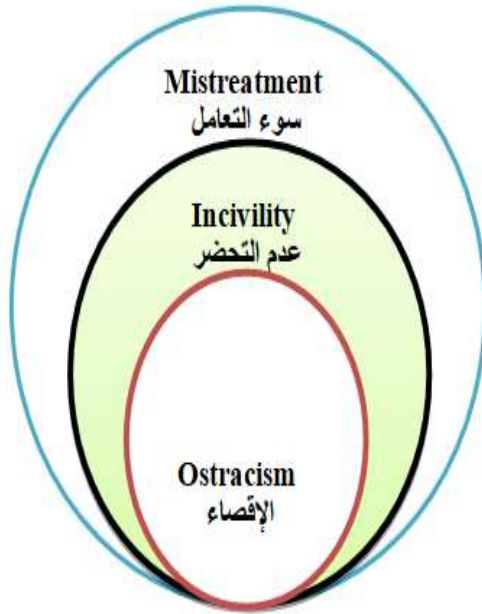 Mistreatment
سوء التعامل
Incivility
عدم التحضر
Ostracism
الإقصاء